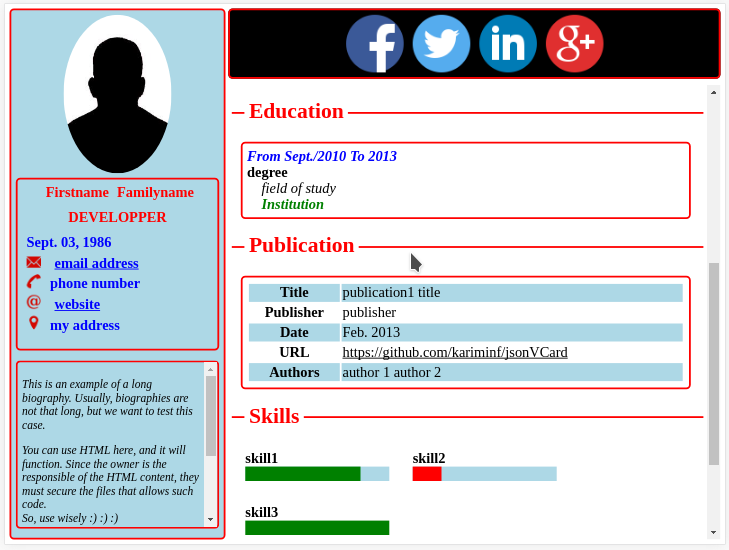 Firstname Familyname
DEVELOPPER
Sept. 03, 1986
email address
phone number
@ website
my address
This is an example of a long
biography. Usually, biographies are
not that long, but we want to test this
case.
You can use HTML here, and it will
function. Since the owner is the
responsible of the HTML content, they
must secure the files that allows such
code.
So, use wisely :) :) :)
f in g+
Education
From Sept./2010 To 2013
degree
field of study
Institution
Publication
Title publication1 title
Publisher publisher
Date Feb. 2013
URL https://github.com/kariminf/jsonVCard
Authors author 1 author 2
Skills
skill1 skill2
skill3